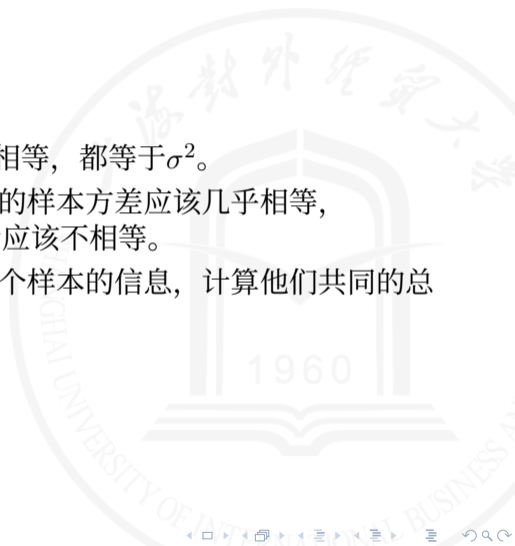 相等，都等于σ²。
的样本方差应该几乎相等，
应该不相等。
个样本的信息，计算他们共同的总
1960